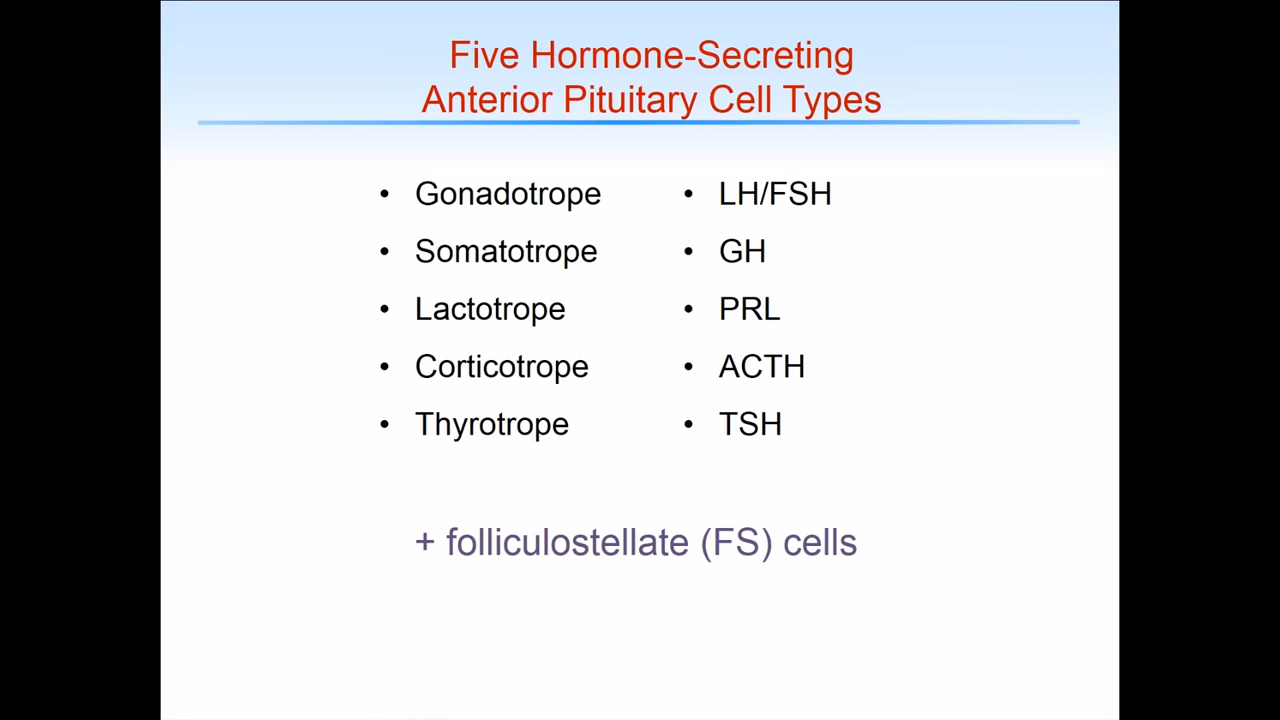 Five Hormone-Secreting
Anterior Pituitary Cell Types
• Gonadotrope • LH/FSH
• Somatotrope • GH
• Lactotrope • PRL
• Corticotrope • ACTH
• Thyrotrope • TSH
+ folliculostellate (FS) cells